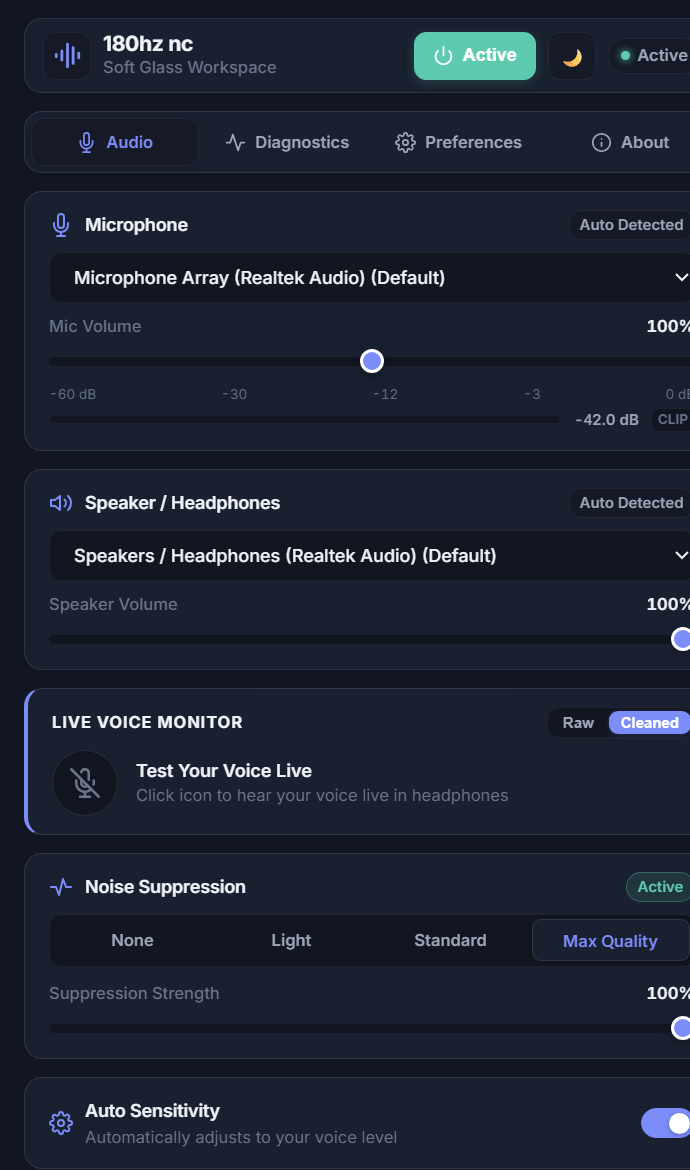 180hz nc
Soft Glass Workspace
Active
Active
Audio
Diagnostics
Preferences
About
Microphone
Auto Detected
Microphone Array (Realtek Audio) (Default)
Mic Volume
100%
-60 dB -30 -12 -3 0 dB
-42.0 dB CLIP
Speaker / Headphones
Auto Detected
Speakers / Headphones (Realtek Audio) (Default)
Speaker Volume
100%
LIVE VOICE MONITOR
Raw Cleaned
Test Your Voice Live
Click icon to hear your voice live in headphones
Noise Suppression
Active
None Light Standard Max Quality
Suppression Strength
100%
Auto Sensitivity
Automatically adjusts to your voice level